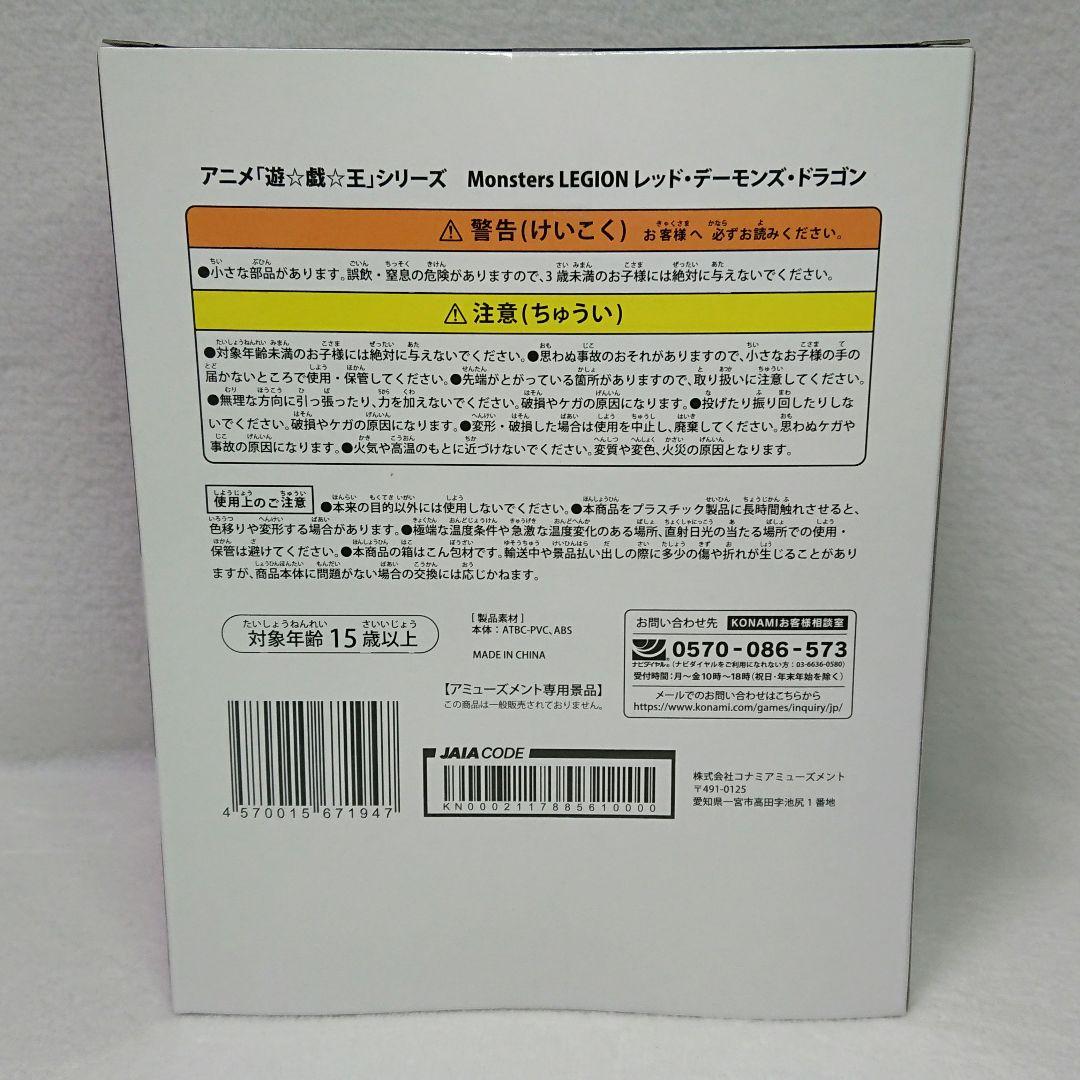 アニメ「遊☆戯☆王」シリーズ　Monsters LEGION レッド・デーモンズ・ドラゴン
⚠ 警告(けいこく) お客様へ 必ずお読みください。
●小さな部品があります。誤飲・窒息の危険がありますので、3歳未満のお子様には絶対に与えないでください。
⚠ 注意(ちゅうい)
●対象年齢未満のお子様には絶対に与えないでください。●思わぬ事故のおそれがありますので、小さなお子様の手の
届かないところで使用・保管してください。●先端がとがっている箇所がありますので、取り扱いに注意してください。
●無理な方向に引っ張ったり、力を加えないでください。破損やケガの原因になります。●投げたり振り回したりしな
いでください。破損やケガの原因になります。●変形・破損した場合は使用を中止し、廃棄してください。思わぬケガや
事故の原因になります。●火気や高温のもとに近づけないでください。変質や変色、火災の原因となります。
使用上のご注意 ●本来の目的以外には使用しないでください。●本商品をプラスチック製品に長時間触れさせると、
色移りや変形する場合があります。●極端な温度条件や急激な温度変化のある場所、直射日光の当たる場所での使用・
保管は避けてください。●本商品の箱はこん包材です。輸送中や景品払い出しの際に多少の傷や折れが生じることがあり
ますが、商品本体に問題がない場合の交換には応じかねます。
たいしょうねんれい さいいじょう
対象年齢 15 歳以上
[ 製品素材 ]
本体：ATBC-PVC、ABS
MADE IN CHINA
【アミューズメント専用景品】
この商品は一般販売されておりません。
お問い合わせ先 KONAMIお客様相談室
ナビダイヤル® 0570-086-573
(ナビダイヤルをご利用になれない方：03-6636-0580)
受付時間：月～金10時～18時(祝日・年末年始を除く)
メールでのお問い合わせはこちらから
https://www.konami.com/games/inquiry/jp/
4 570015 671947
JAIA CODE
KN00021178856​10000
株式会社コナミアミューズメント
〒491-0125
愛知県一宮市高田字池尻1番地